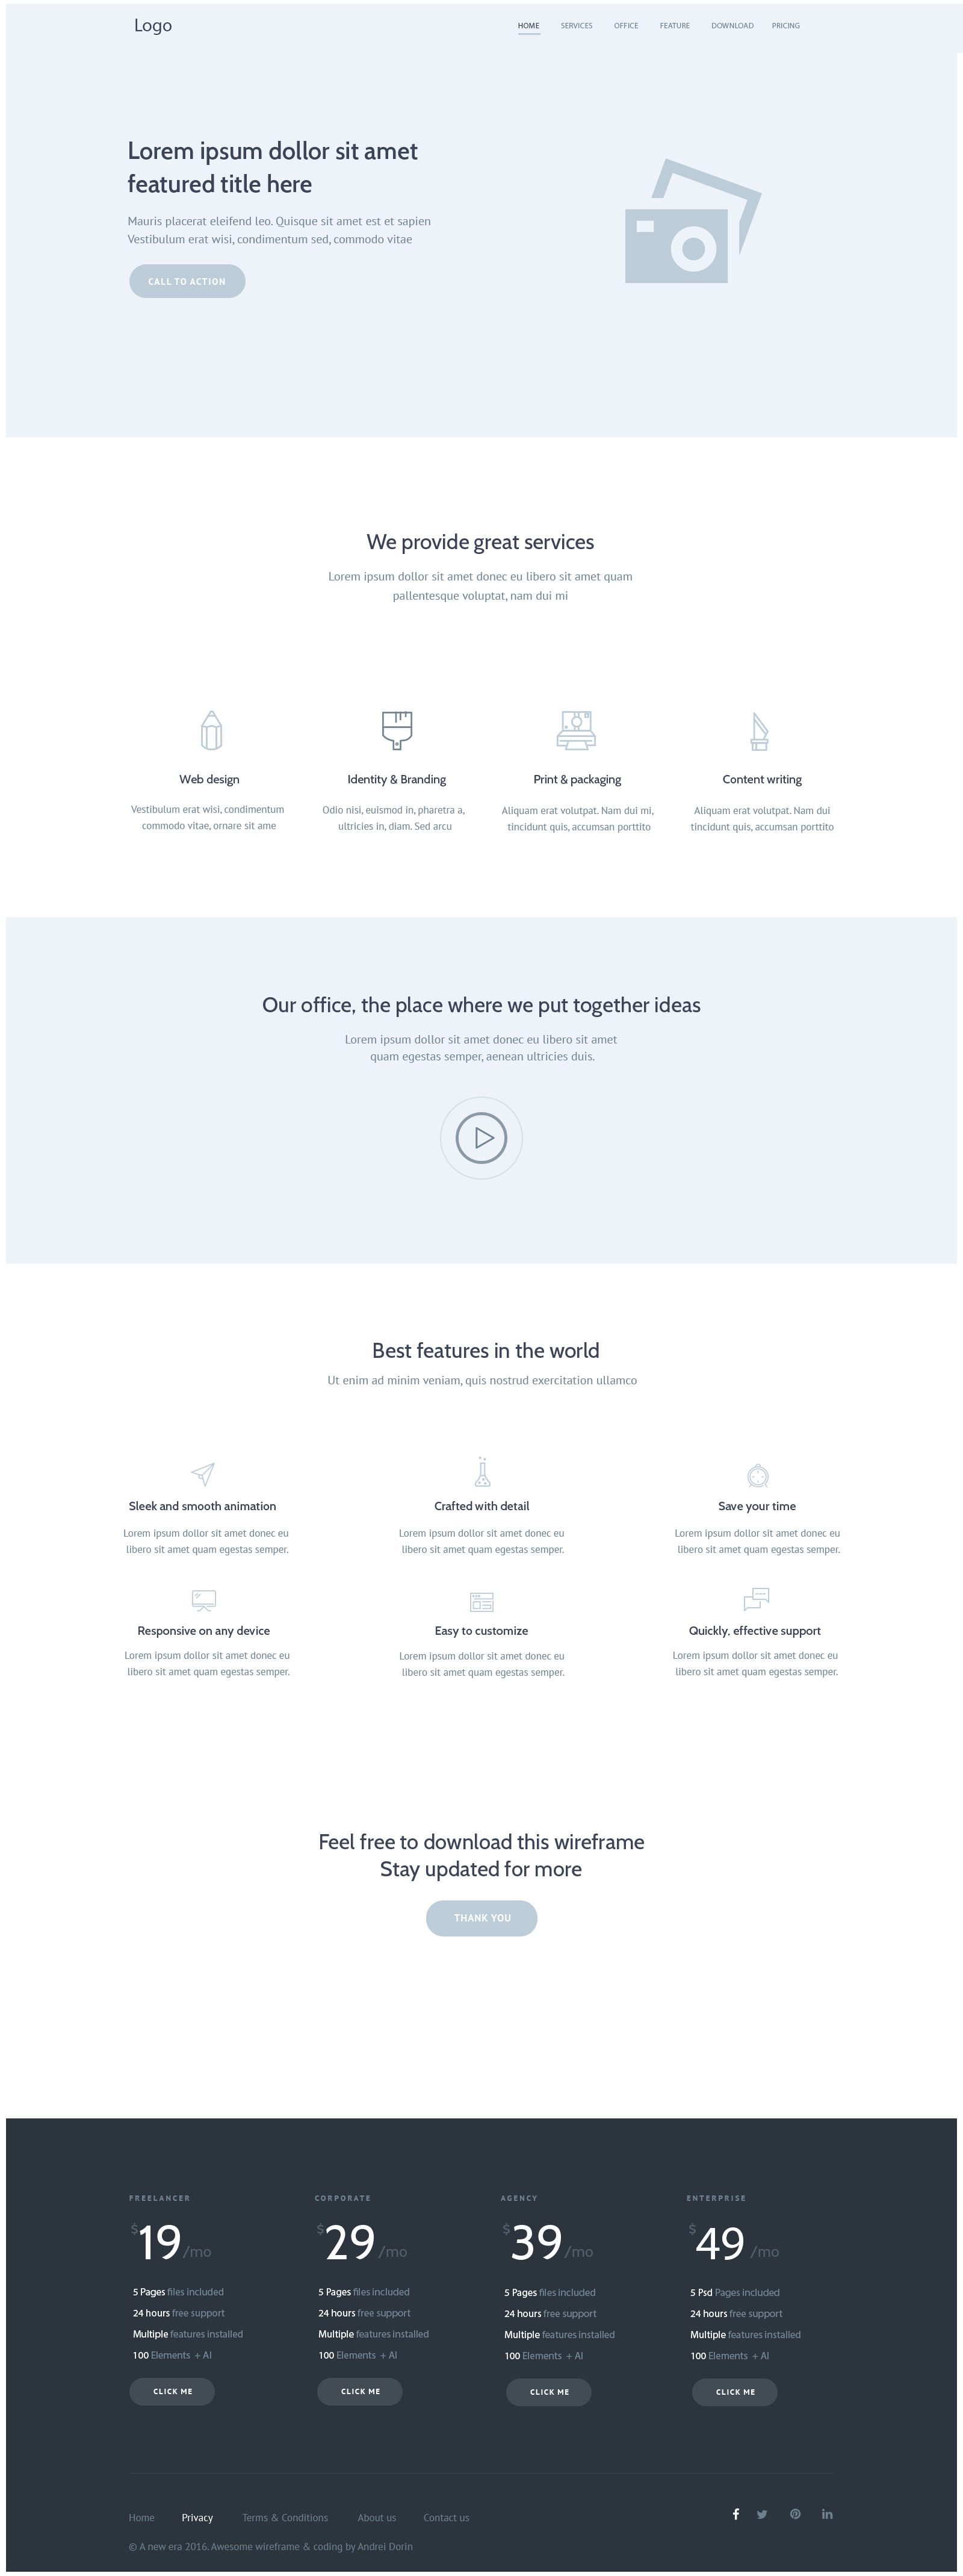 Logo
HOME SERVICES OFFICE FEATURE DOWNLOAD PRICING
Lorem ipsum dollor sit amet
featured title here
Mauris placerat eleifend leo. Quisque sit amet est et sapien
Vestibulum erat wisi, condimentum sed, commodo vitae
CALL TO ACTION
We provide great services
Lorem ipsum dollor sit amet donec eu libero sit amet quam
pallentesque voluptat, nam dui mi
Web design
Vestibulum erat wisi, condimentum
commodo vitae, ornare sit ame
Identity & Branding
Odio nisi, euismod in, pharetra a,
ultricies in, diam. Sed arcu
Print & packaging
Aliquam erat volutpat. Nam dui mi,
tincidunt quis, accumsan porttito
Content writing
Aliquam erat volutpat. Nam dui
tincidunt quis, accumsan porttito
Our office, the place where we put together ideas
Lorem ipsum dollor sit amet donec eu libero sit amet
quam egestas semper, aenean ultricies duis.
Best features in the world
Ut enim ad minim veniam, quis nostrud exercitation ullamco
Sleek and smooth animation
Lorem ipsum dollor sit amet donec eu
libero sit amet quam egestas semper.
Crafted with detail
Lorem ipsum dollor sit amet donec eu
libero sit amet quam egestas semper.
Save your time
Lorem ipsum dollor sit amet donec eu
libero sit amet quam egestas semper.
Responsive on any device
Lorem ipsum dollor sit amet donec eu
libero sit amet quam egestas semper.
Easy to customize
Lorem ipsum dollor sit amet donec eu
libero sit amet quam egestas semper.
Quickly, effective support
Lorem ipsum dollor sit amet donec eu
libero sit amet quam egestas semper.
Feel free to download this wireframe
Stay updated for more
THANK YOU
FREELANCER
$19/mo
5 Pages files included
24 hours free support
Multiple features installed
100 Elements + AI
CLICK ME
CORPORATE
$29/mo
5 Pages files included
24 hours free support
Multiple features installed
100 Elements + AI
CLICK ME
AGENCY
$39/mo
5 Pages files included
24 hours free support
Multiple features installed
100 Elements + AI
CLICK ME
ENTERPRISE
$49/mo
5 Psd Pages included
24 hours free support
Multiple features installed
100 Elements + AI
CLICK ME
Home Privacy Terms & Conditions About us Contact us
© A new era 2016. Awesome wireframe & coding by Andrei Dorin